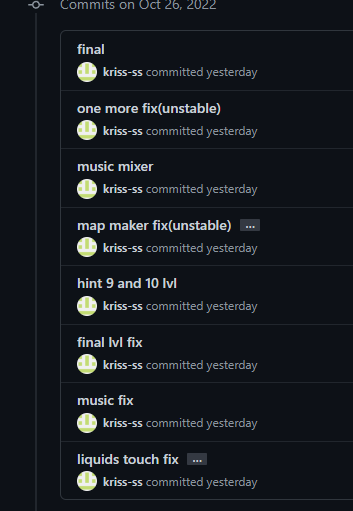 Commits on Oct 26, 2022
final
kriss-ss committed yesterday
one more fix(unstable)
kriss-ss committed yesterday
music mixer
kriss-ss committed yesterday
map maker fix(unstable) ...
kriss-ss committed yesterday
hint 9 and 10 lvl
kriss-ss committed yesterday
final lvl fix
kriss-ss committed yesterday
music fix
kriss-ss committed yesterday
liquids touch fix ...
kriss-ss committed yesterday